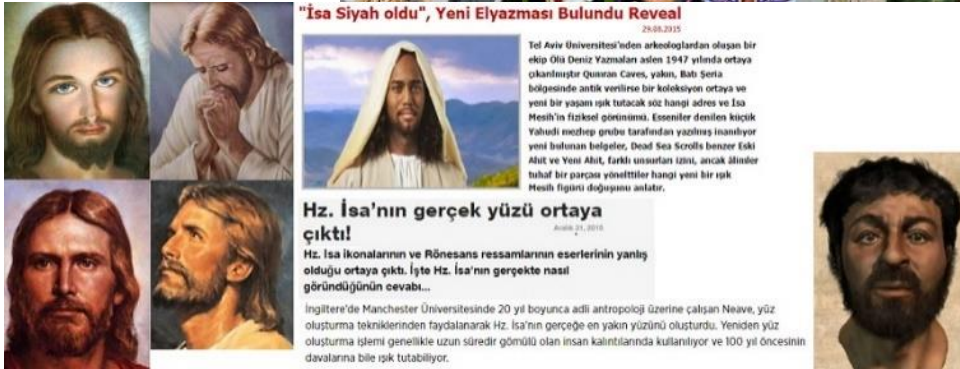 "İsa Siyah oldu", Yeni Elyazması Bulundu Reveal
29.08.2015
Tel Aviv Üniversitesi'nden arkeologlardan oluşan bir
ekip Ölü Deniz Yazmaları aslen 1947 yılında ortaya
çıkarılmıştır Qumran Caves, yakın, Batı Şeria
bölgesinde antik verilirse bir koleksiyon ortaya ve
yeni bir yaşam ışık tutacak söz hangi adres ve İsa
Mesih'in fiziksel görünümü. Esseniler denilen küçük
Yahudi mezhep grubu tarafından yazılmış inanılıyor
yeni bulunan belgeler, Dead Sea Scrolls benzer Eski
Ahit ve Yeni Ahit, farklı unsurları izini, ancak âlimler
tuhaf bir parçası yönelttiler hangi yeni bir ışık
Mesih figürü doğuşunu anlatır.
Hz. İsa'nın gerçek yüzü ortaya
çıktı!
Aralık 21, 2015
Hz. İsa ikonalarının ve Rönesans ressamlarının eserlerinin yanlış
olduğu ortaya çıktı. İşte Hz. İsa'nın gerçekte nasıl
göründüğünün cevabı...
İngiltere'de Manchester Üniversitesinde 20 yıl boyunca adli antropoloji üzerine çalışan Neave, yüz
oluşturma tekniklerinden faydalanarak Hz. İsa'nın gerçeğe en yakın yüzünü oluşturdu. Yeniden yüz
oluşturma işlemi genellikle uzun süredir gömülü olan insan kalıntılarında kullanılıyor ve 100 yıl öncesinin
davalarına bile ışık tutabiliyor.